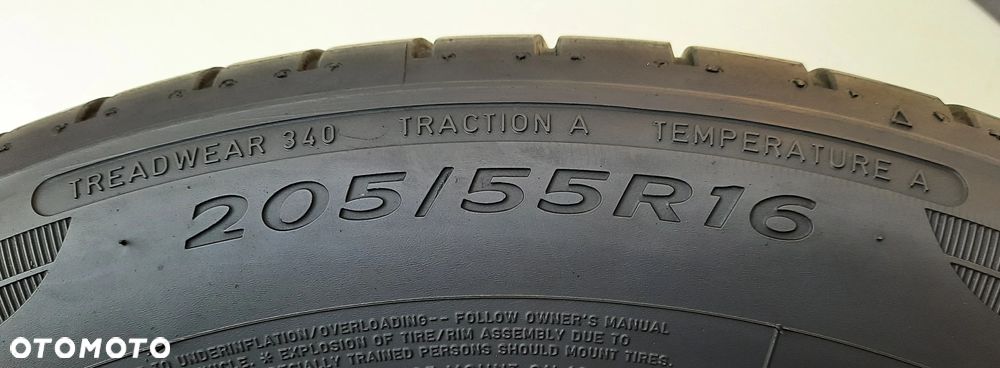 TREADWEAR 340 TRACTION A TEMPERATURE A
205/55R16
UNDERINFLATION/OVERLOADING-- FOLLOW OWNER'S MANUAL
* EXPLOSION OF TIRE/RIM ASSEMBLY DUE TO
TRAINED PERSONS SHOULD MOUNT TIRES.
OTOMOTO